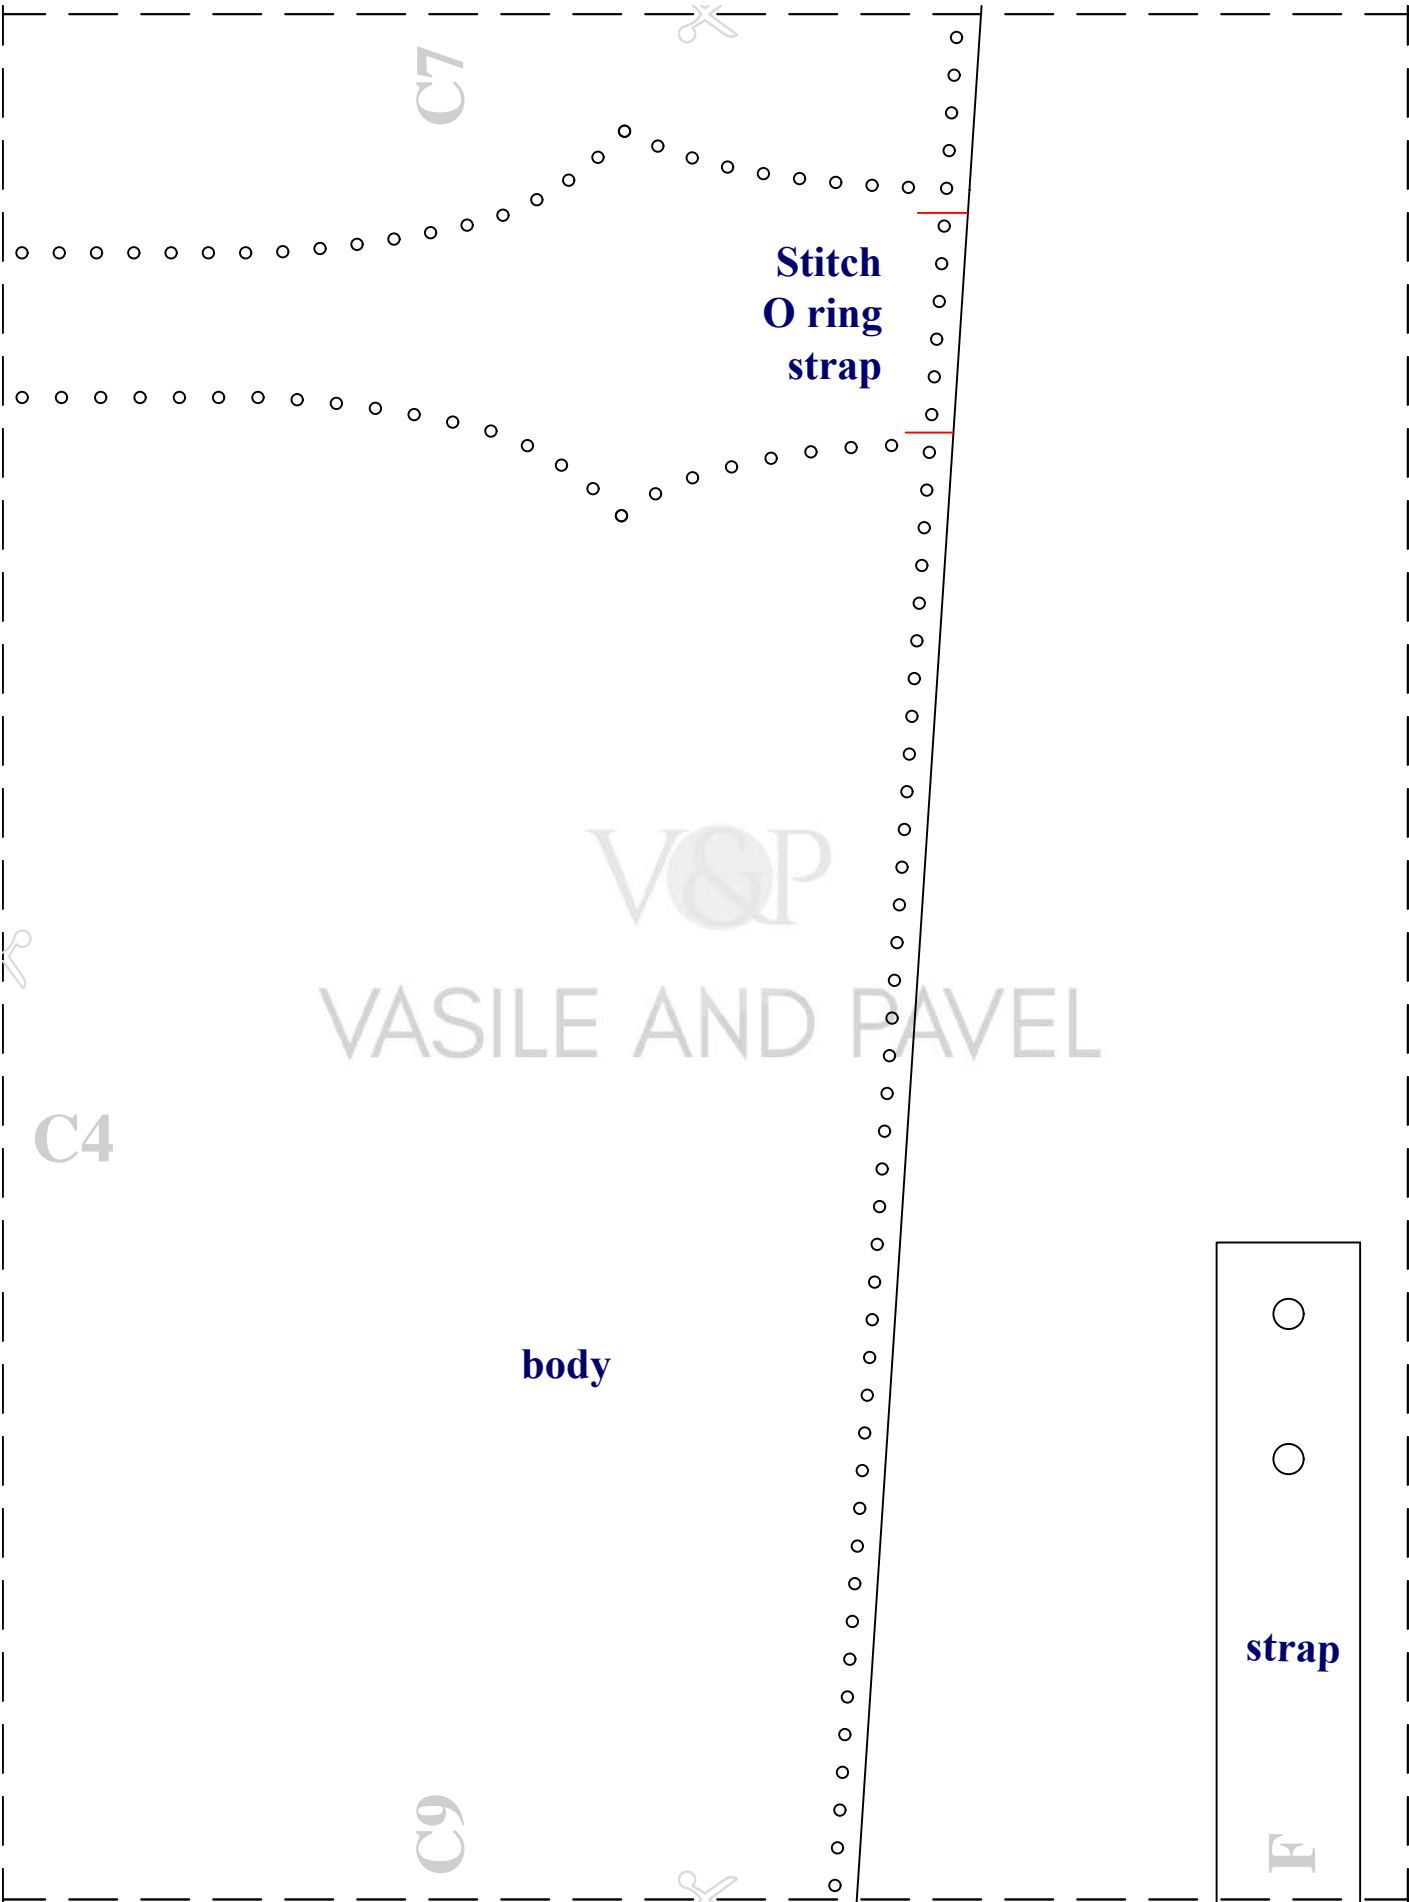 C7
Stitch
O ring
strap
V&P
VASILE AND PAVEL
C4
body
strap
C9
F